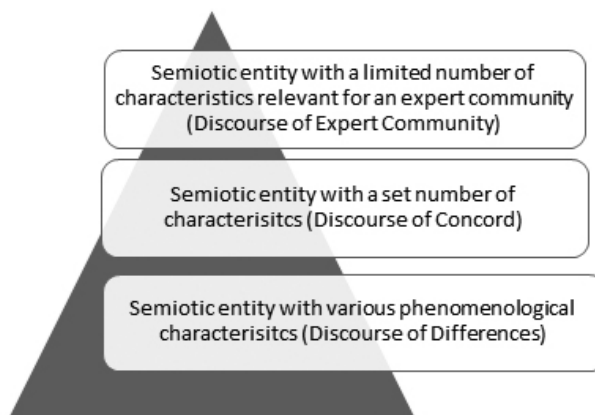 Semiotic entity with a limited number of
characteristics relevant for an expert community
(Discourse of Expert Community)
Semiotic entity with a set number of
characterisitcs (Discourse of Concord)
Semiotic entity with various phenomenological
characterisitcs (Discourse of Differences)